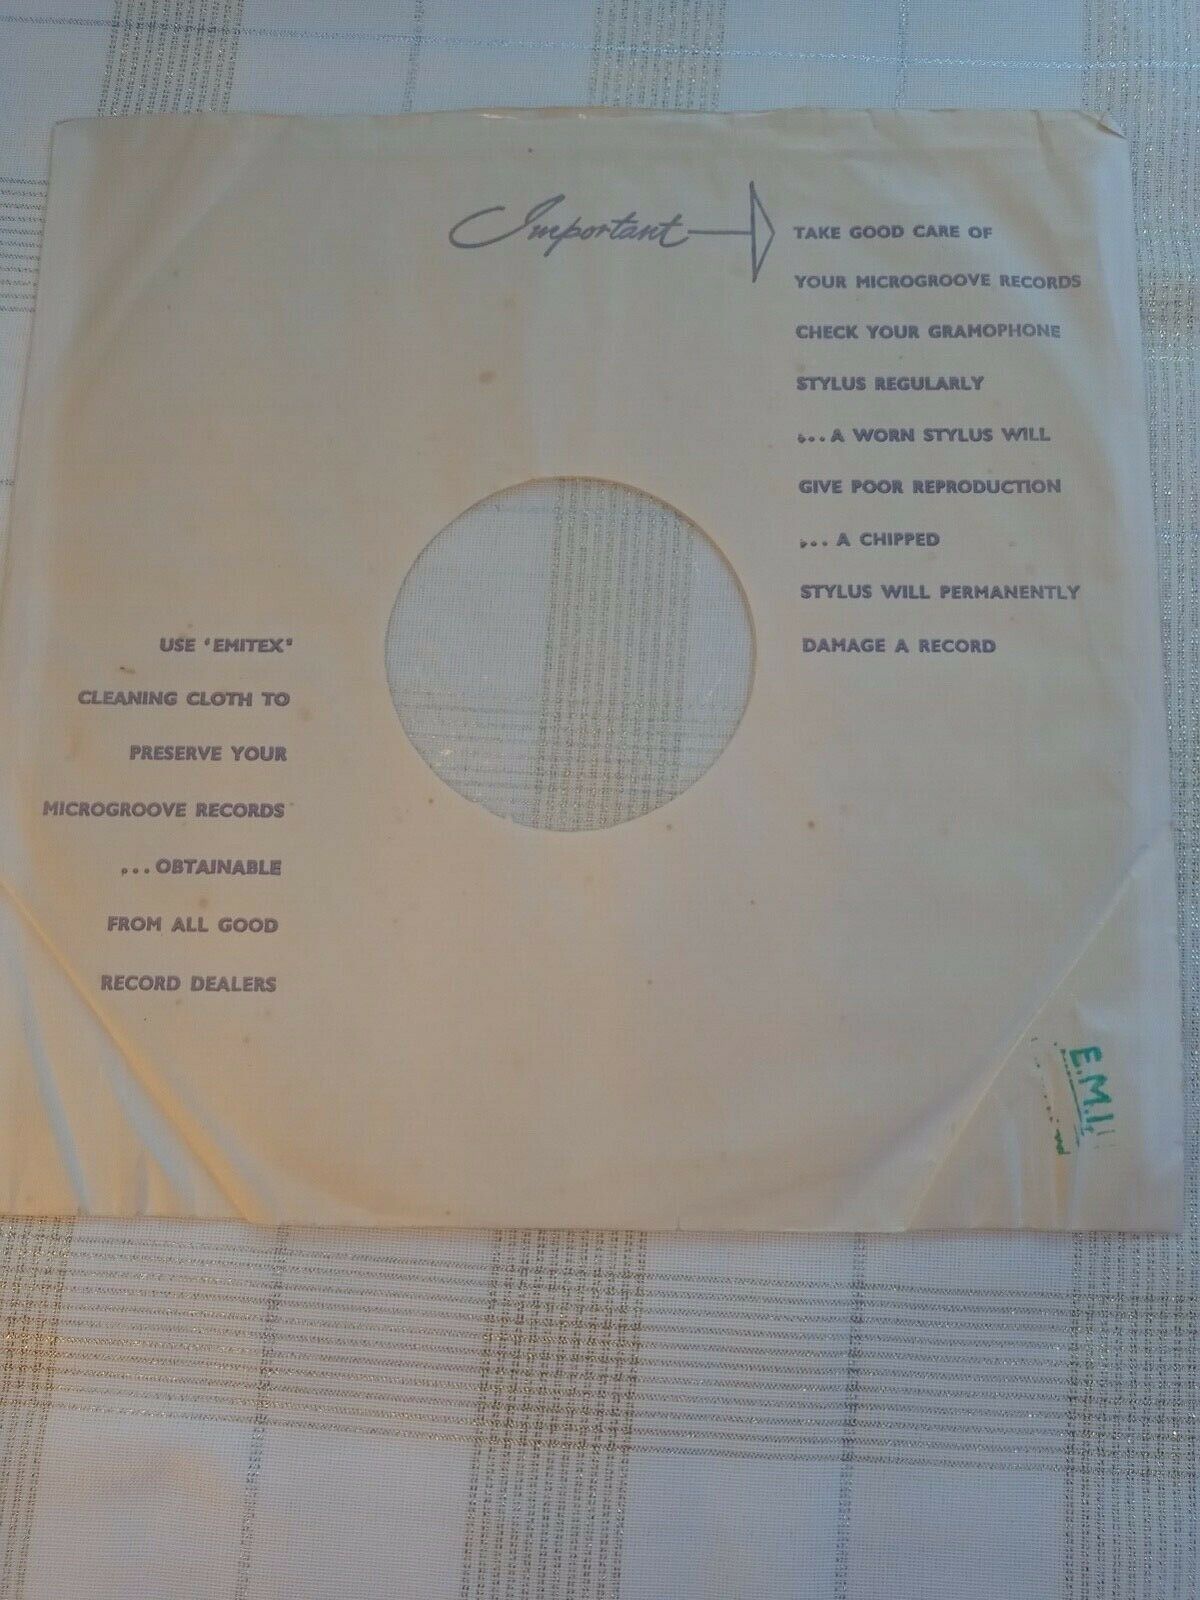 Important
TAKE GOOD CARE OF
YOUR MICROGROOVE RECORDS
CHECK YOUR GRAMOPHONE
STYLUS REGULARLY
... A WORN STYLUS WILL
GIVE POOR REPRODUCTION
... A CHIPPED
STYLUS WILL PERMANENTLY
DAMAGE A RECORD
USE 'EMITEX'
CLEANING CLOTH TO
PRESERVE YOUR
MICROGROOVE RECORDS
... OBTAINABLE
FROM ALL GOOD
RECORD DEALERS
E.M.I.